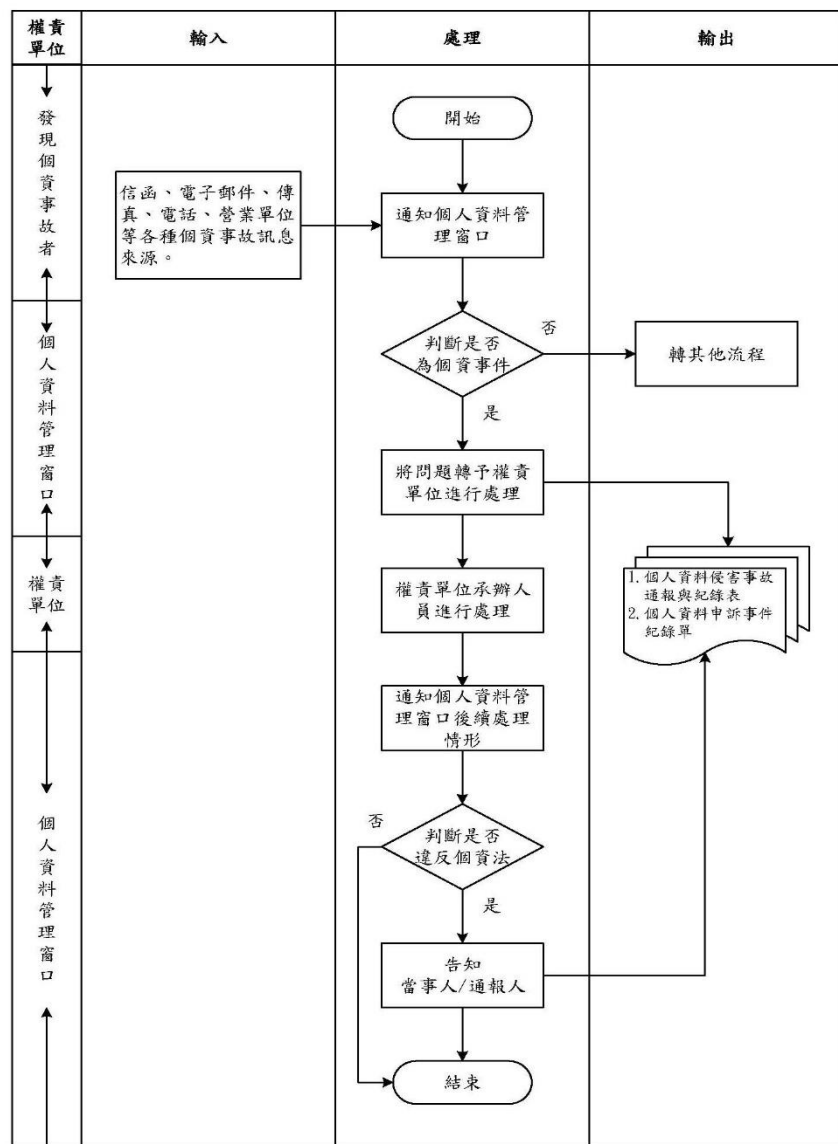 權責
單位
輸入
處理
輸出
發現個資事故者
開始
信函、電子郵件、傳
真、電話、營業單位
等各種個資事故訊息
來源。
通知個人資料管
理窗口
個人資料管理窗口
判斷是否
為個資事件
否
轉其他流程
是
將問題轉予權責
單位進行處理
權責
單位
權責單位承辦人
員進行處理
1. 個人資料侵害事故
通報與紀錄表
2. 個人資料申訴事件
紀錄單
個人資料管理窗口
通知個人資料管
理窗口後續處理
情形
判斷是否
違反個資法
否
是
告知
當事人/通報人
結束